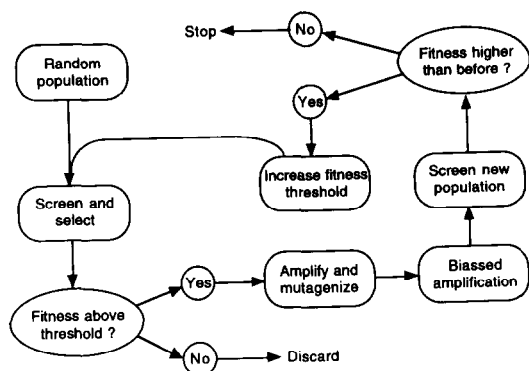 Random
population
Stop
No
Fitness higher
than before ?
Yes
Increase fitness
threshold
Screen new
population
Screen and
select
Fitness above
threshold ?
Yes
Amplify and
mutagenize
Biassed
amplification
No
Discard